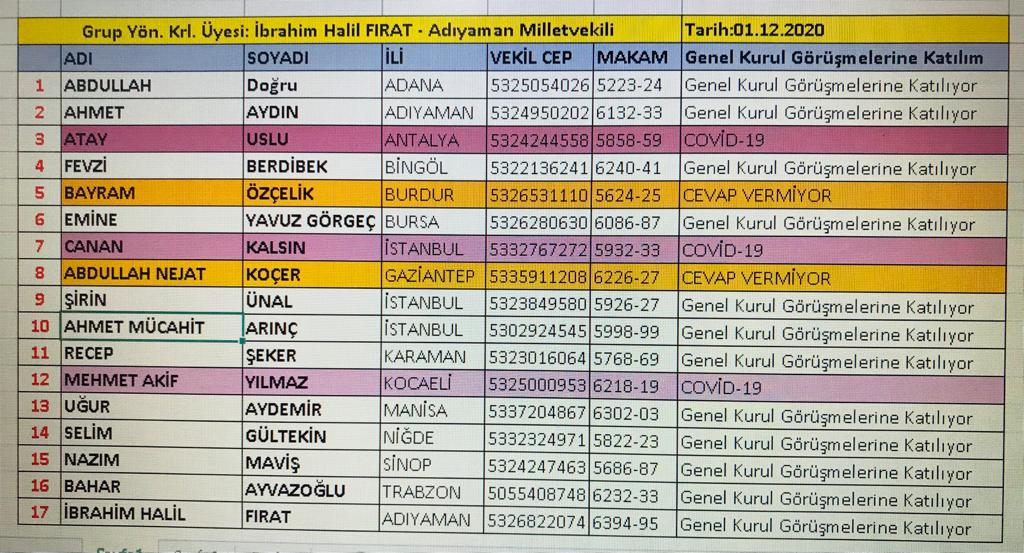 Grup Yön. Krl. Üyesi: İbrahim Halil FIRAT - Adıyaman Milletvekili Tarih:01.12.2020
ADI SOYADI İLİ VEKİL CEP MAKAM Genel Kurul Görüşmelerine Katılım
1 ABDULLAH Doğru ADANA 5325054026 5223-24 Genel Kurul Görüşmelerine Katılıyor
2 AHMET AYDIN ADIYAMAN 5324950202 6132-33 Genel Kurul Görüşmelerine Katılıyor
3 ATAY USLU ANTALYA 5324244558 5858-59 COVİD-19
4 FEVZİ BERDİBEK BİNGÖL 5322136241 6240-41 Genel Kurul Görüşmelerine Katılıyor
5 BAYRAM ÖZÇELİK BURDUR 5326531110 5624-25 CEVAP VERMİYOR
6 EMİNE YAVUZ GÖRGEÇ BURSA 5326280630 6086-87 Genel Kurul Görüşmelerine Katılıyor
7 CANAN KALSIN İSTANBUL 5332767272 5932-33 COVİD-19
8 ABDULLAH NEJAT KOÇER GAZİANTEP 5335911208 6226-27 CEVAP VERMİYOR
9 ŞİRİN ÜNAL İSTANBUL 5323849580 5926-27 Genel Kurul Görüşmelerine Katılıyor
10 AHMET MÜCAHİT ARINÇ İSTANBUL 5302924545 5998-99 Genel Kurul Görüşmelerine Katılıyor
11 RECEP ŞEKER KARAMAN 5323016064 5768-69 Genel Kurul Görüşmelerine Katılıyor
12 MEHMET AKİF YILMAZ KOCAELİ 5325000953 6218-19 COVİD-19
13 UĞUR AYDEMİR MANİSA 5337204867 6302-03 Genel Kurul Görüşmelerine Katılıyor
14 SELİM GÜLTEKİN NİĞDE 5332324971 5822-23 Genel Kurul Görüşmelerine Katılıyor
15 NAZIM MAVİŞ SİNOP 5324247463 5686-87 Genel Kurul Görüşmelerine Katılıyor
16 BAHAR AYVAZOĞLU TRABZON 5055408748 6232-33 Genel Kurul Görüşmelerine Katılıyor
17 İBRAHİM HALİL FIRAT ADIYAMAN 5326822074 6394-95 Genel Kurul Görüşmelerine Katılıyor